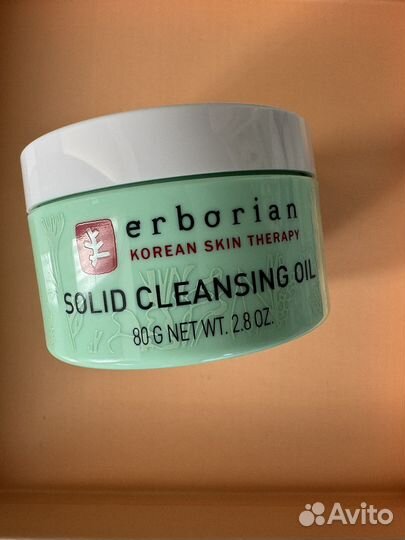 erborian
KOREAN SKIN THERAPY
SOLID CLEANSING OIL
80 G NET WT. 2.8 OZ.
Avito